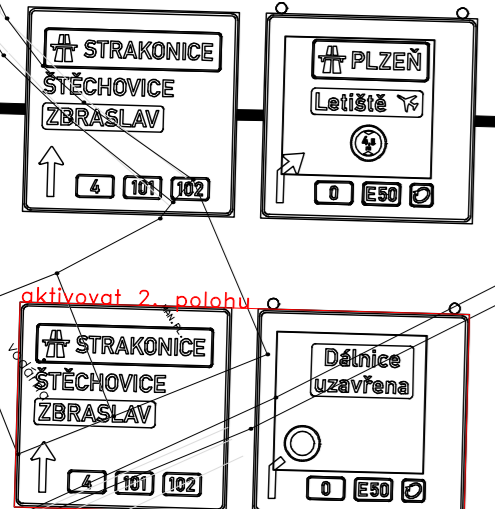 STRAKONICE
ŠTĚCHOVICE
ZBRASLAV
4 101 102
PLZEŇ
Letiště
0 E50
aktivovat 2. polohu
STRAKONICE
ŠTĚCHOVICE
ZBRASLAV
4 101 102
Dálnice
uzavřena
0 E50